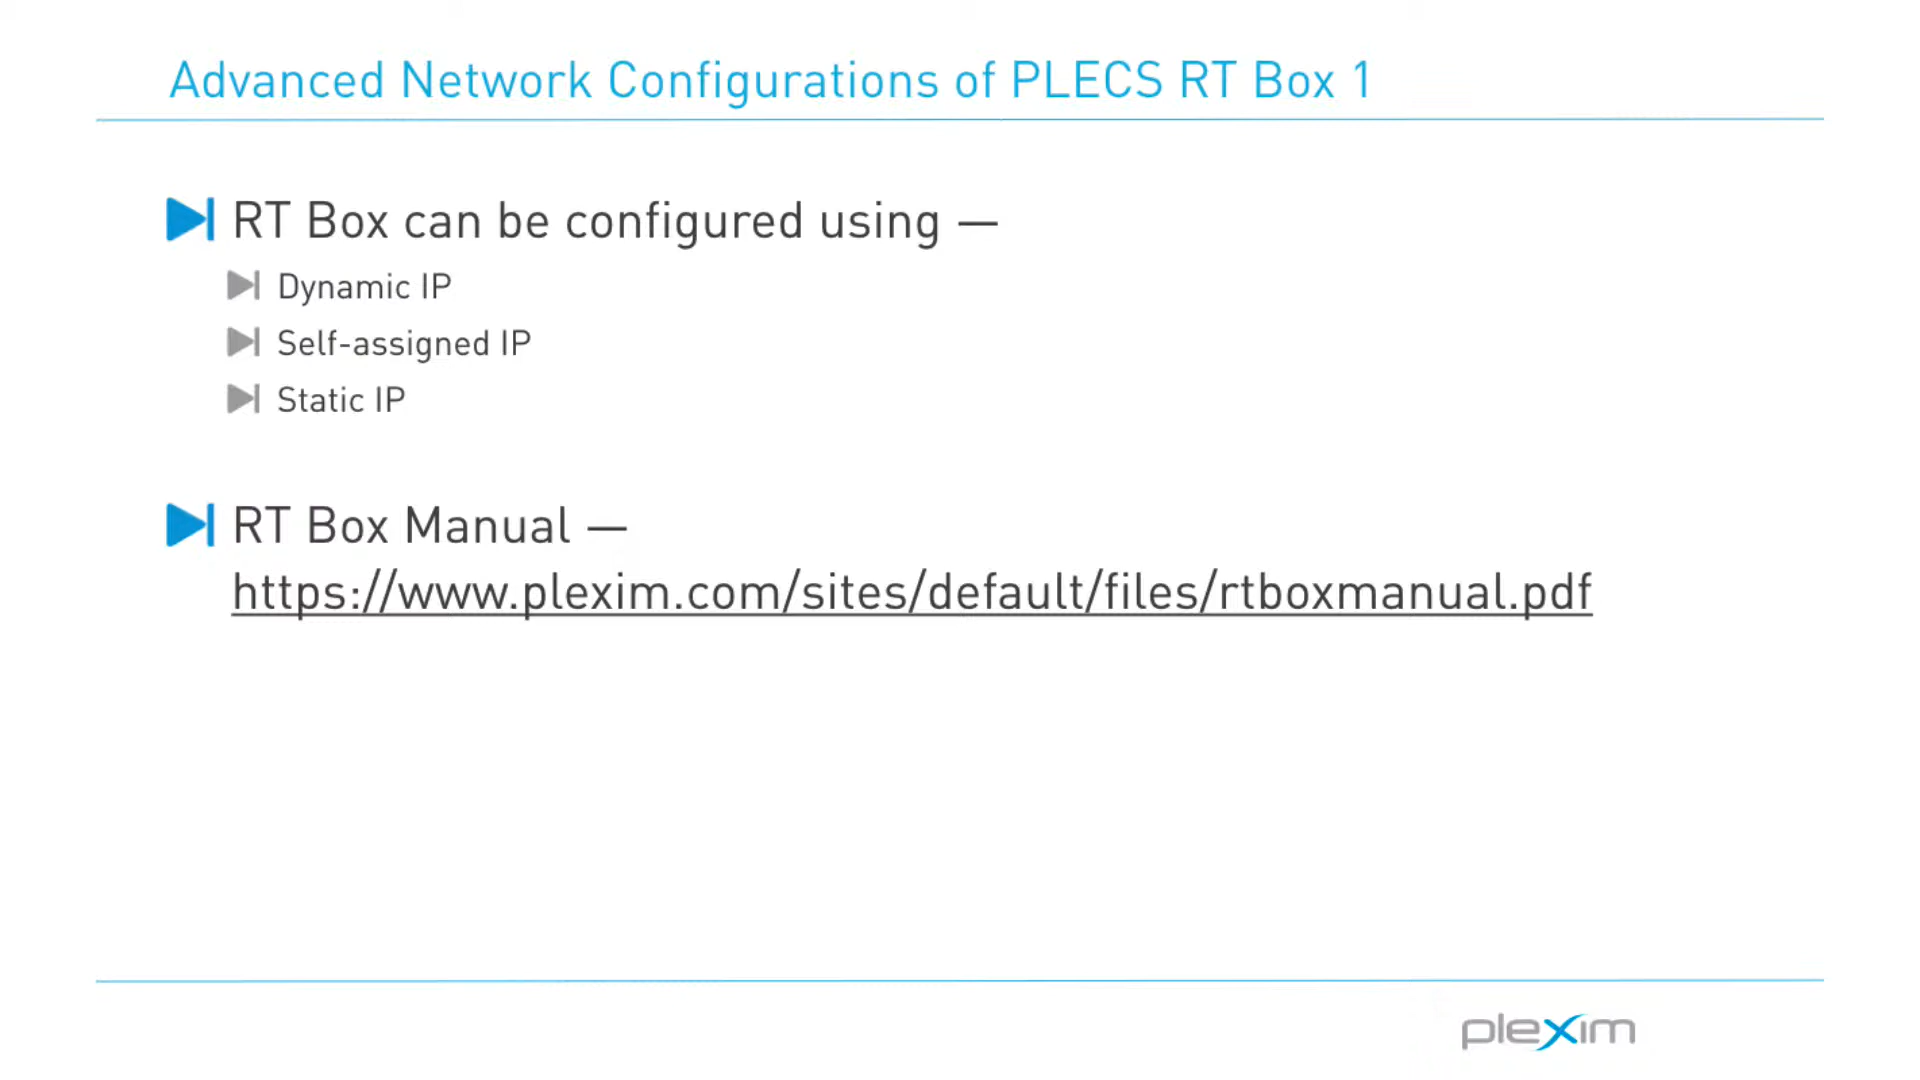 Advanced Network Configurations of PLECS RT Box 1
RT Box can be configured using —
Dynamic IP
Self-assigned IP
Static IP
RT Box Manual —
https://www.plexim.com/sites/default/files/rtboxmanual.pdf
plexim